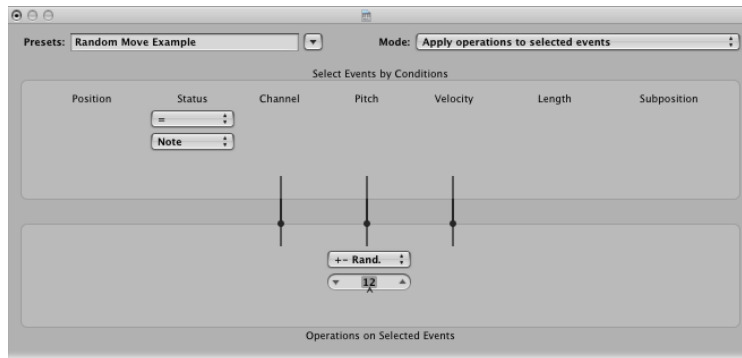 Presets: Random Move Example Mode: Apply operations to selected events
Select Events by Conditions
Position Status Channel Pitch Velocity Length Subposition
=
Note
+- Rand.
12
Operations on Selected Events